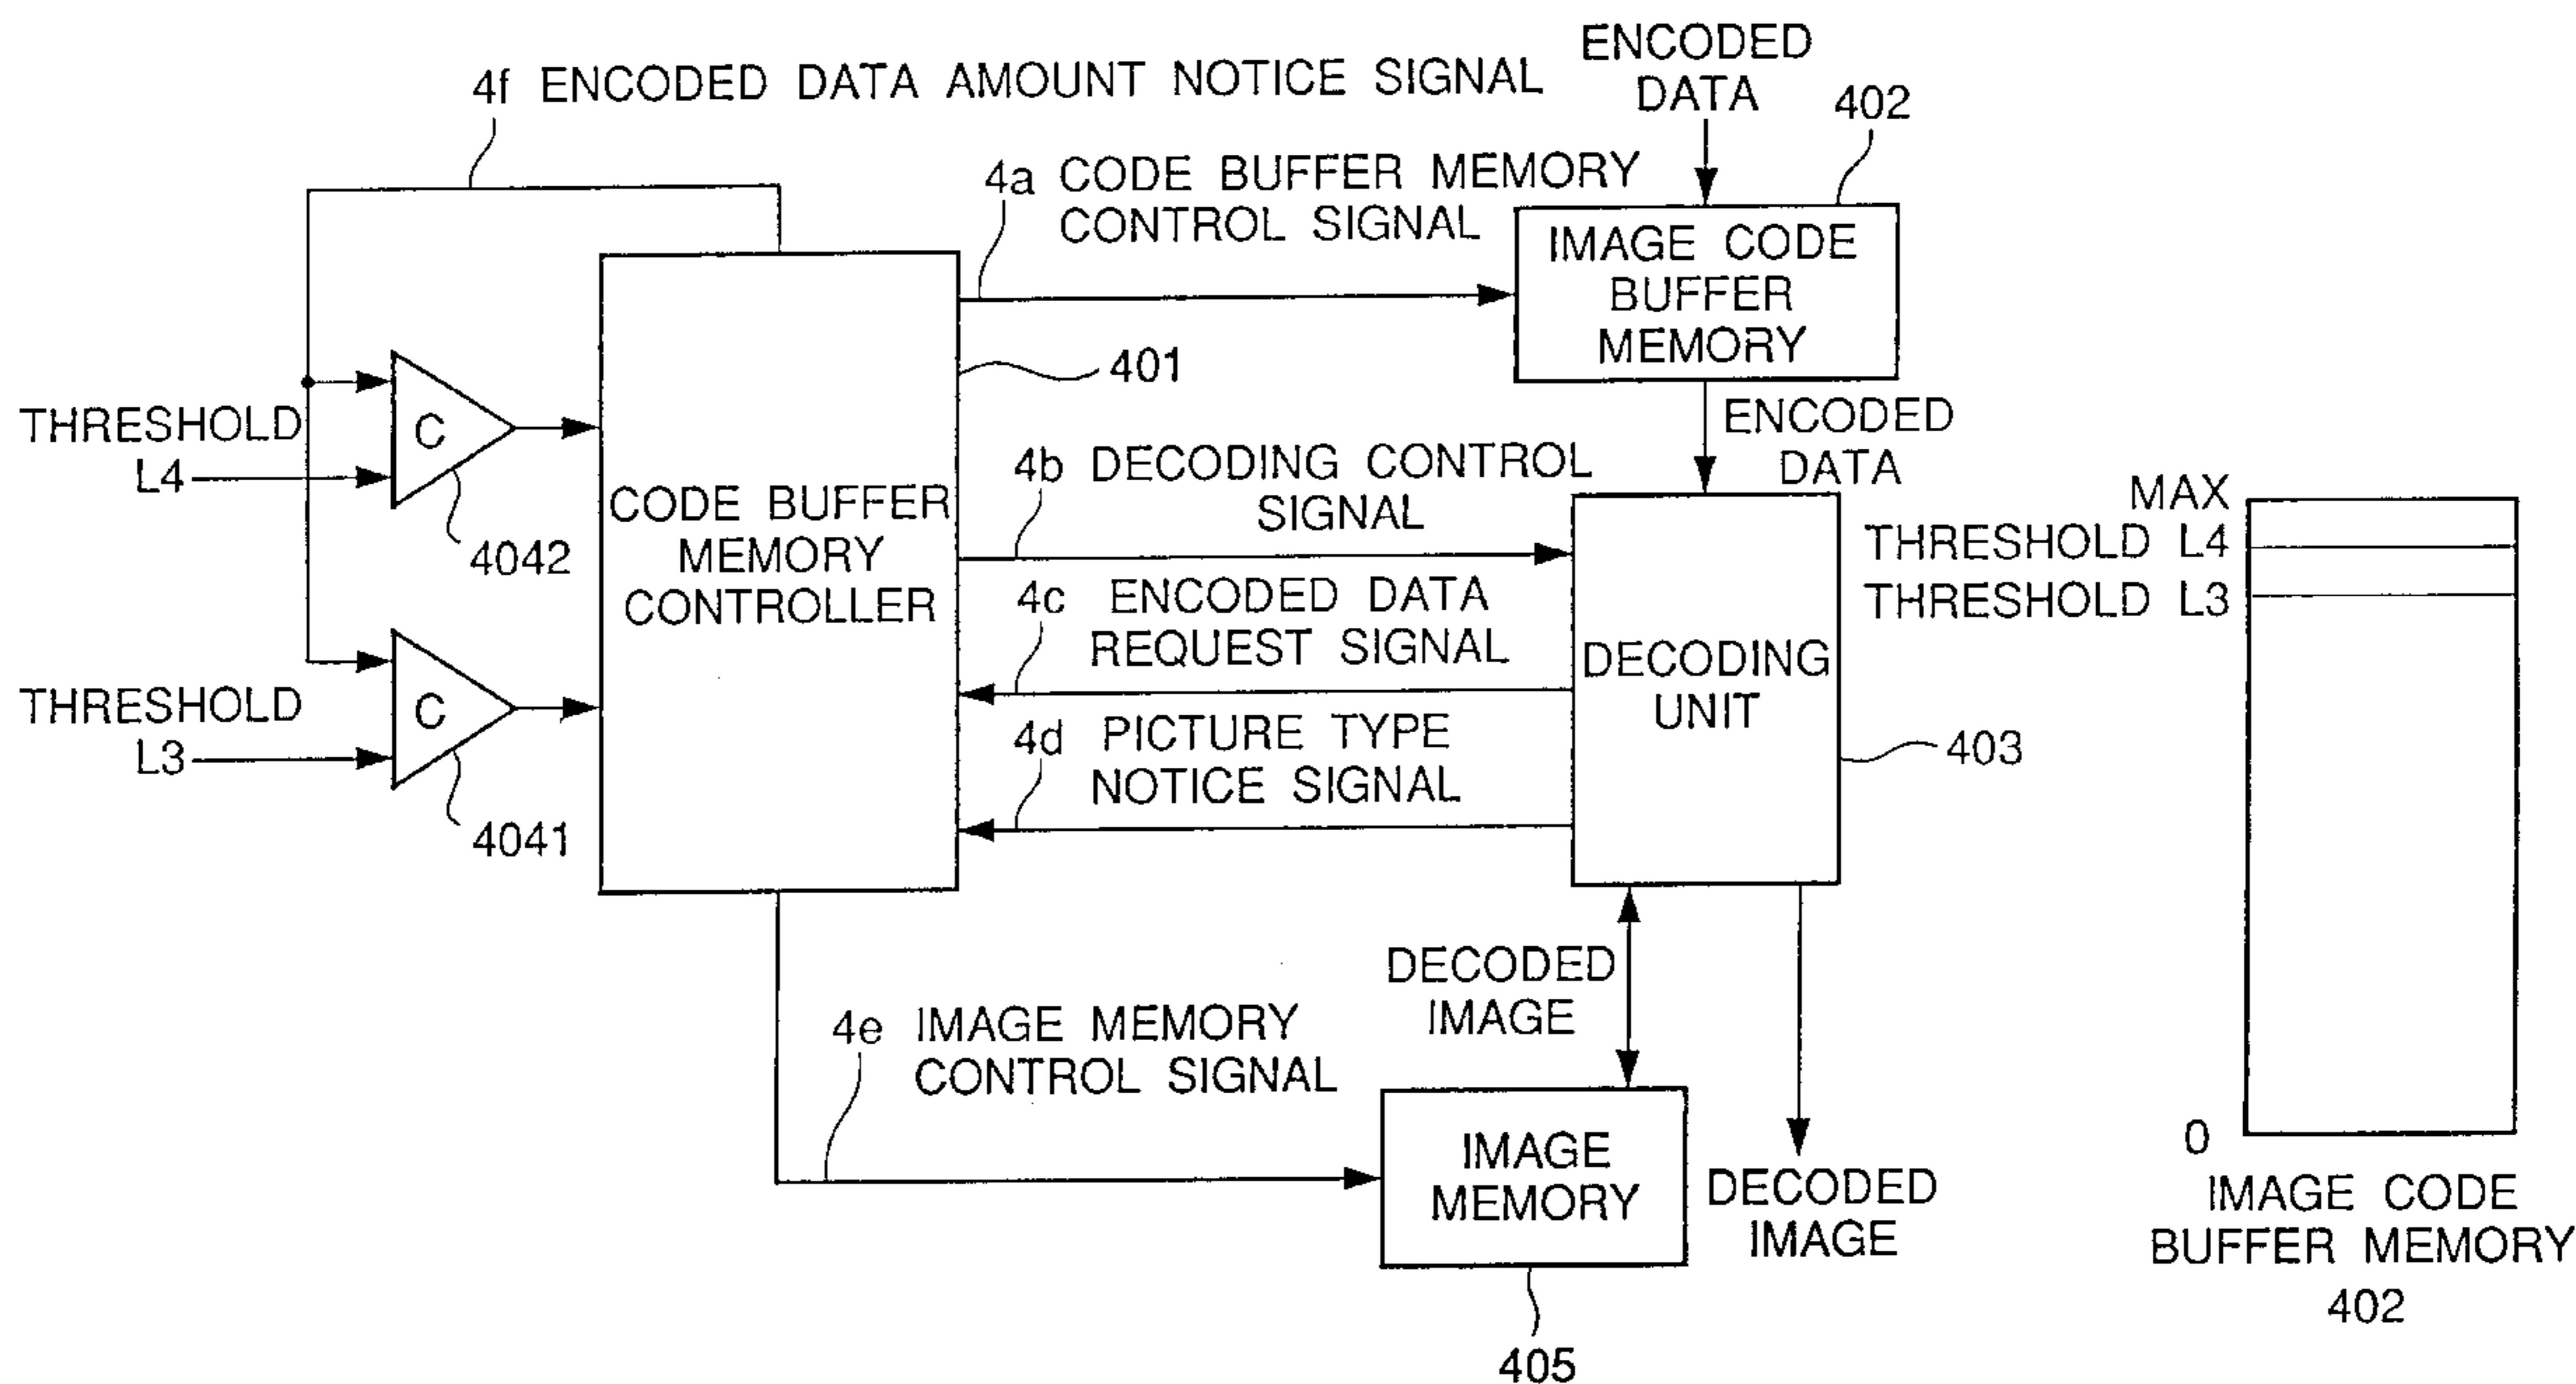 4f ENCODED DATA AMOUNT NOTICE SIGNAL
ENCODED
DATA
402
4a CODE BUFFER MEMORY
CONTROL SIGNAL
IMAGE CODE
BUFFER
MEMORY
401
THRESHOLD
L4
C
4042
CODE BUFFER
MEMORY
CONTROLLER
ENCODED
DATA
4b DECODING CONTROL
SIGNAL
4c ENCODED DATA
REQUEST SIGNAL
DECODING
UNIT
403
THRESHOLD
L3
C
4041
4d PICTURE TYPE
NOTICE SIGNAL
DECODED
IMAGE
4e IMAGE MEMORY
CONTROL SIGNAL
IMAGE
MEMORY
405
DECODED
IMAGE
MAX
THRESHOLD L4
THRESHOLD L3
0
IMAGE CODE
BUFFER MEMORY
402